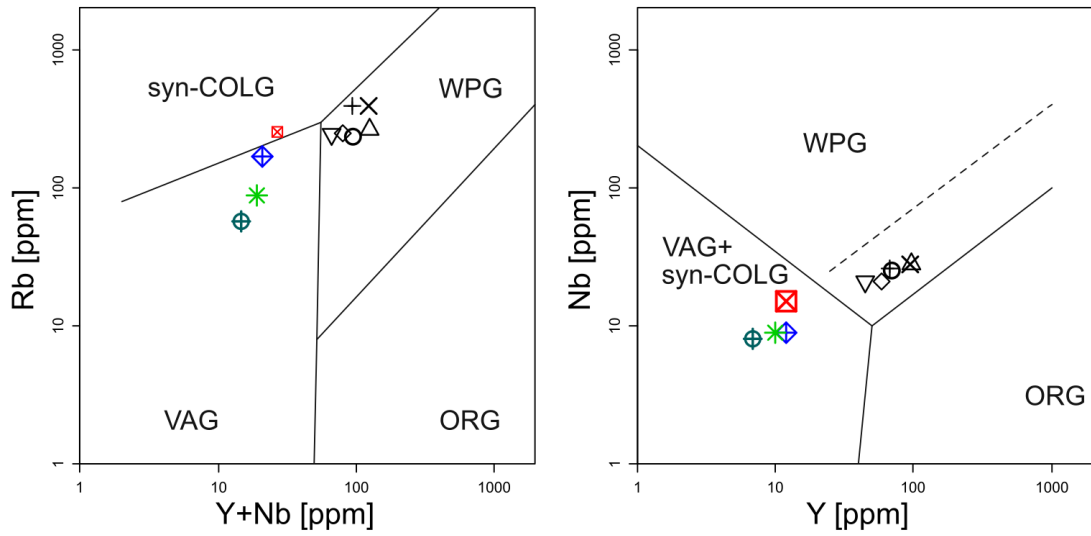 syn-COLG
WPG
VAG
ORG
Rb [ppm]
1
10
100
1000
1
10
100
1000
Y+Nb [ppm]
WPG
VAG+
syn-COLG
ORG
Nb [ppm]
1
10
100
1000
1
10
100
1000
Y [ppm]